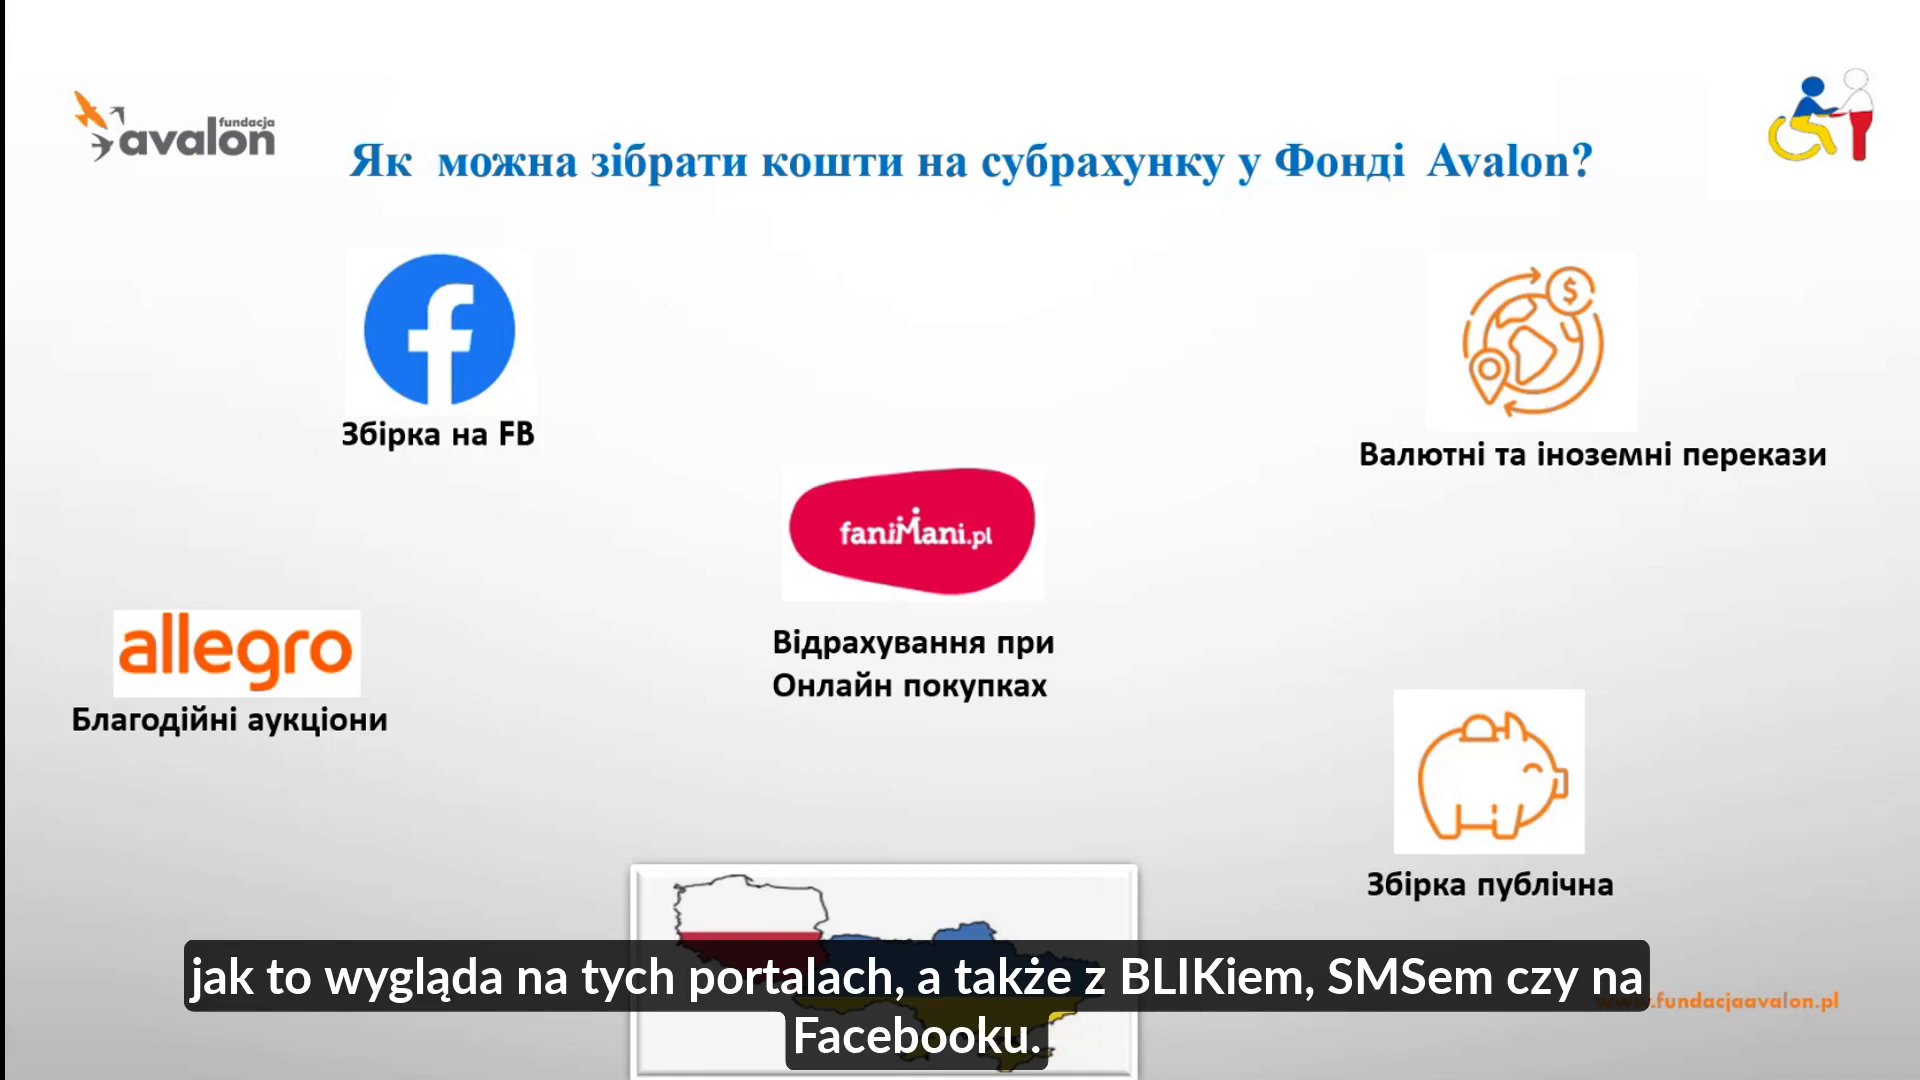 fundacja
avalon
Як можна зібрати кошти на субрахунку у Фонді Avalon?
Збірка на FB
Валютні та іноземні перекази
faniMani.pl
Відрахування при
Онлайн покупках
allegro
Благодійні аукціони
Збірка публічна
jak to wygląda na tych portalach, a także z BLIKiem, SMSem czy na
Facebooku.
.fundacjaavalon.pl